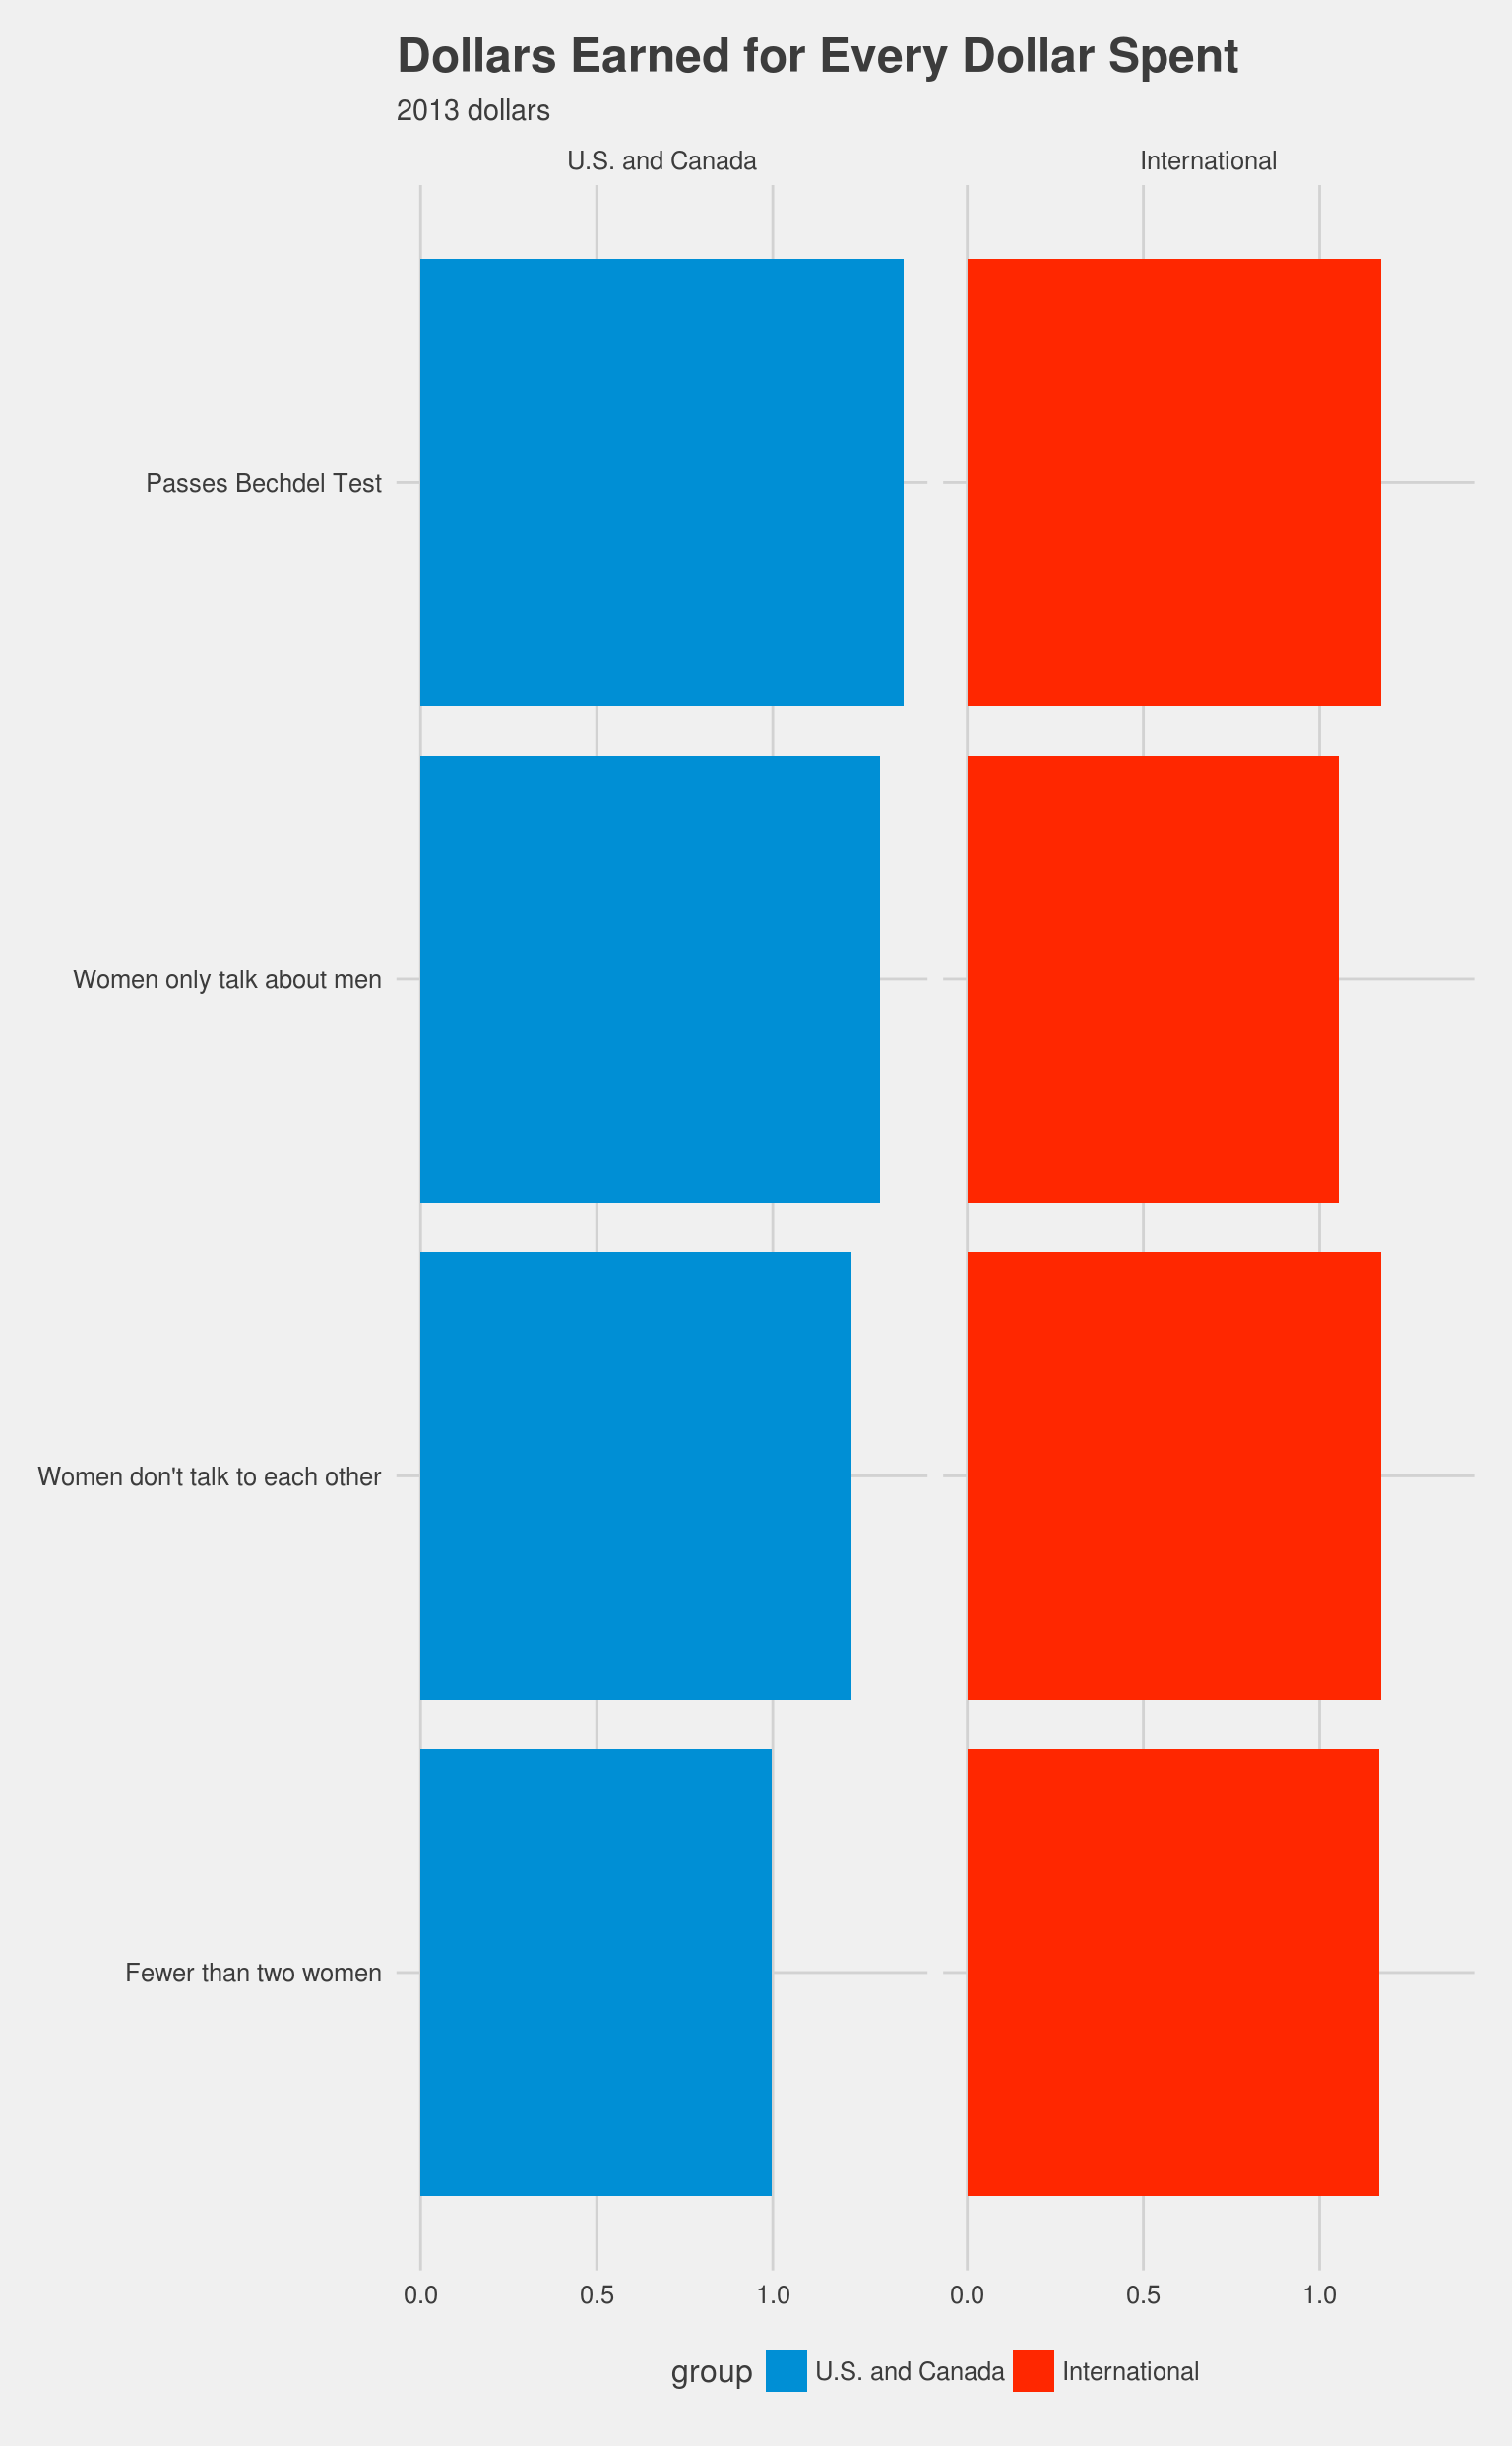 Dollars Earned for Every Dollar Spent
2013 dollars
U.S. and Canada
International
Passes Bechdel Test
Women only talk about men
Women don't talk to each other
Fewer than two women
0.0 0.5 1.0 0.0 0.5 1.0
group U.S. and Canada International